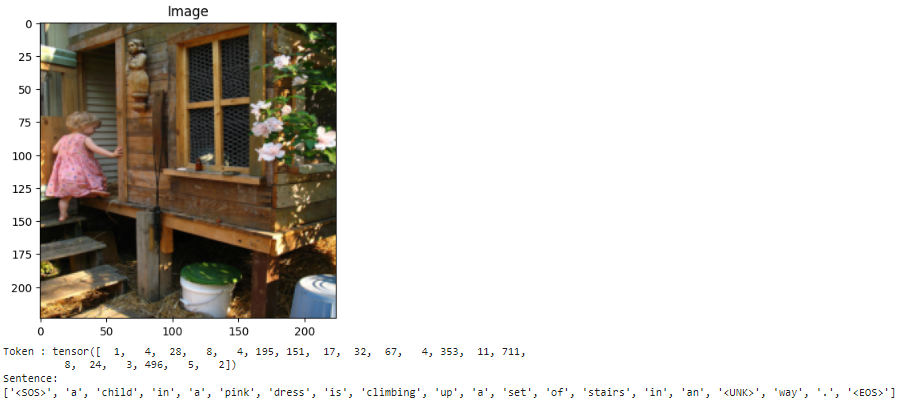 Image
0
25
50
75
100
125
150
175
200
0 50 100 150 200
Token : tensor([  1,   4,  28,   8,   4, 195, 151,  17,  32,  67,   4, 353,  11, 711,
          8,  24,   3, 496,   5,   2])
Sentence:
['<SOS>', 'a', 'child', 'in', 'a', 'pink', 'dress', 'is', 'climbing', 'up', 'a', 'set', 'of', 'stairs', 'in', 'an', '<UNK>', 'way', '.', '<EOS>']